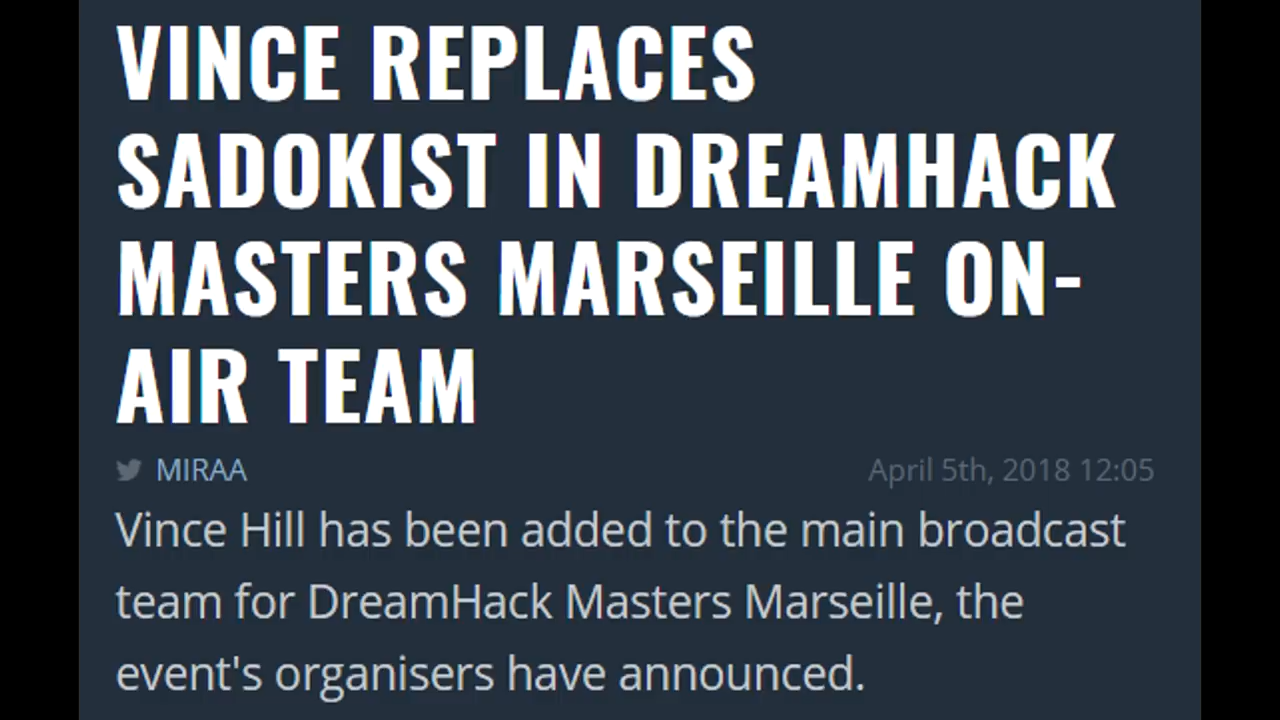 VINCE REPLACES
SADOKIST IN DREAMHACK
MASTERS MARSEILLE ON-
AIR TEAM
MIRAA April 5th, 2018 12:05
Vince Hill has been added to the main broadcast
team for DreamHack Masters Marseille, the
event's organisers have announced.